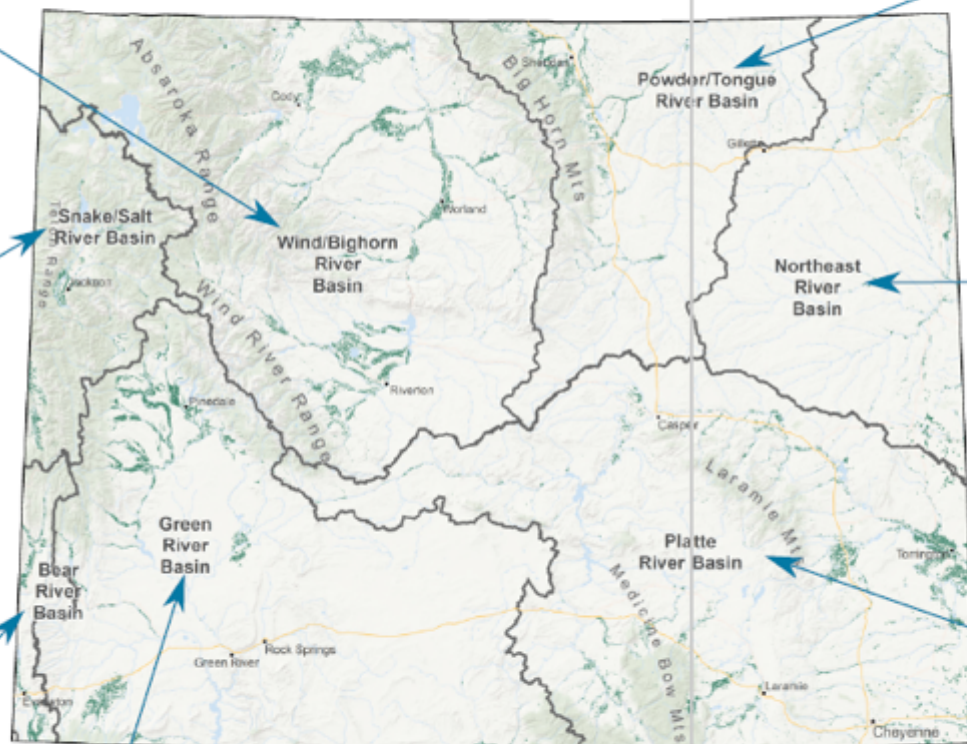 Absaroka Range
Cody
Big Horn Mts
Sheridan
Powder/Tongue
River Basin
Gillette
Snake/Salt
River Basin
Teton Range
Jackson
Worland
Wind/Bighorn
River
Basin
Northeast
River
Basin
Wind River Range
Riverton
Pinedale
Casper
Laramie Mts
Green
River
Basin
Platte
River Basin
Torrington
Bear
River
Basin
Medicine Bow Mts
Rock Springs
Green River
Evanston
Laramie
Cheyenne